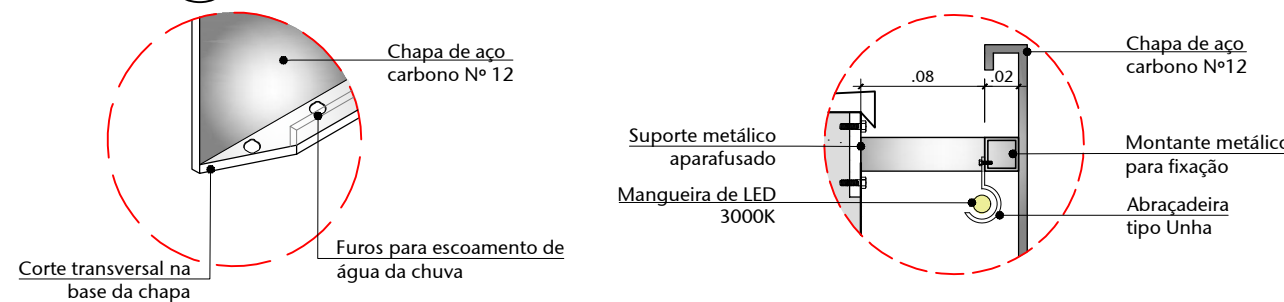 Chapa de aço
carbono Nº 12
Furos para escoamento de
água da chuva
Corte transversal na
base da chapa
Chapa de aço
carbono Nº12
.08
.02
Suporte metálico
aparafusado
Montante metálico
para fixação
Mangueira de LED
3000K
Abraçadeira
tipo Unha